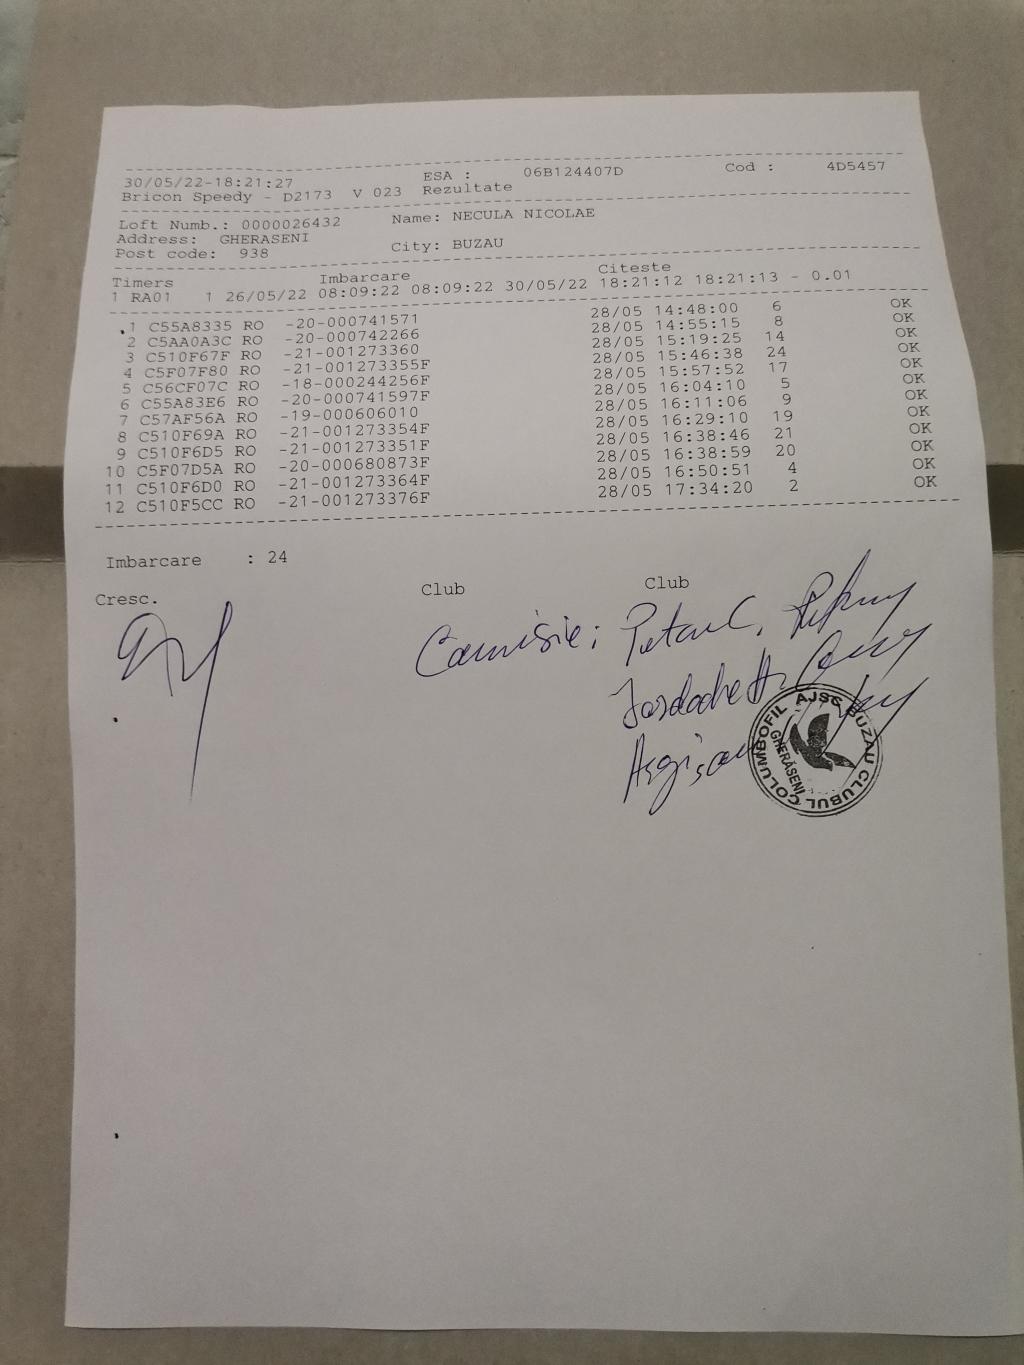 30/05/22-18:21:27 ESA : 06B124407D Cod : 4D5457
Bricon Speedy - D2173 V 023 Rezultate
Loft Numb.: 0000026432 Name: NECULA NICOLAE
Address: GHERASENI
Post code: 938 City: BUZAU
Timers Imbarcare Citeste
1 RA01 1 26/05/22 08:09:22 08:09:22 30/05/22 18:21:12 18:21:13 - 0.01
1 C55A8335 RO -20-000741571 28/05 14:48:00 6 OK
2 C5AA0A3C RO -20-000742266 28/05 14:55:15 8 OK
3 C510F67F RO -21-001273360 28/05 15:19:25 14 OK
4 C5F07F80 RO -21-001273355F 28/05 15:46:38 24 OK
5 C56CF07C RO -18-000244256F 28/05 15:57:52 17 OK
6 C55A83E6 RO -20-000741597F 28/05 16:04:10 5 OK
7 C57AF56A RO -19-000606010 28/05 16:11:06 9 OK
8 C510F69A RO -21-001273354F 28/05 16:29:10 19 OK
9 C510F6D5 RO -21-001273351F 28/05 16:38:46 21 OK
10 C5F07D5A RO -20-000680873F 28/05 16:38:59 20 OK
11 C510F6D0 RO -21-001273364F 28/05 16:50:51 4 OK
12 C510F5CC RO -21-001273376F 28/05 17:34:20 2 OK
Imbarcare : 24
Cresc. Club Club
Comisie:
CLUBUL COLUMBOFIL AJSC BUZAU
GHERĂSENI